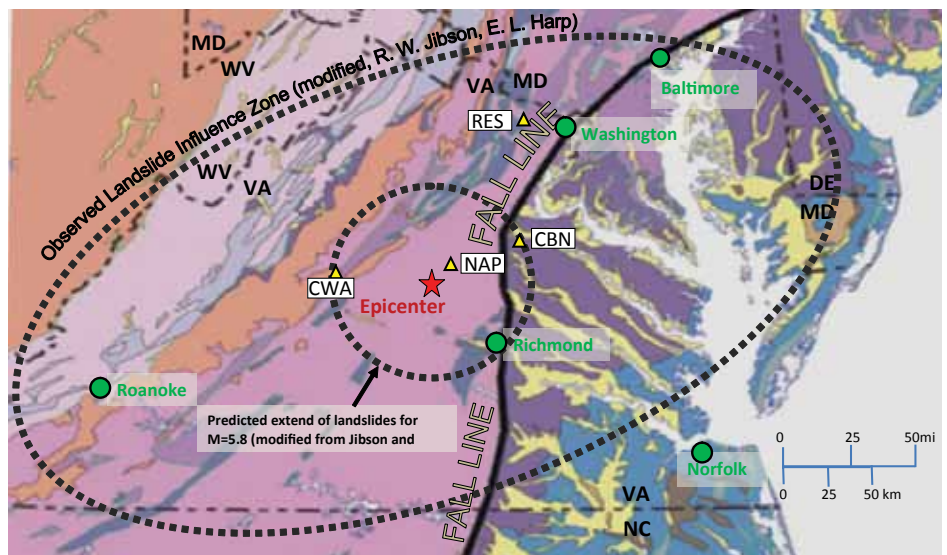 Observed Landslide Influence Zone (modified, R. W. Jibson, E. L. Harp)
MD
WV
VA
MD
Baltimore
RES
Washington
FALL LINE
WV
VA
DE
MD
CBN
NAP
CWA
Epicenter
Richmond
Roanoke
Predicted extend of landslides for
M=5.8 (modified from Jibson and
FALL LINE
Norfolk
0 25 50mi
0 25 50 km
VA
NC